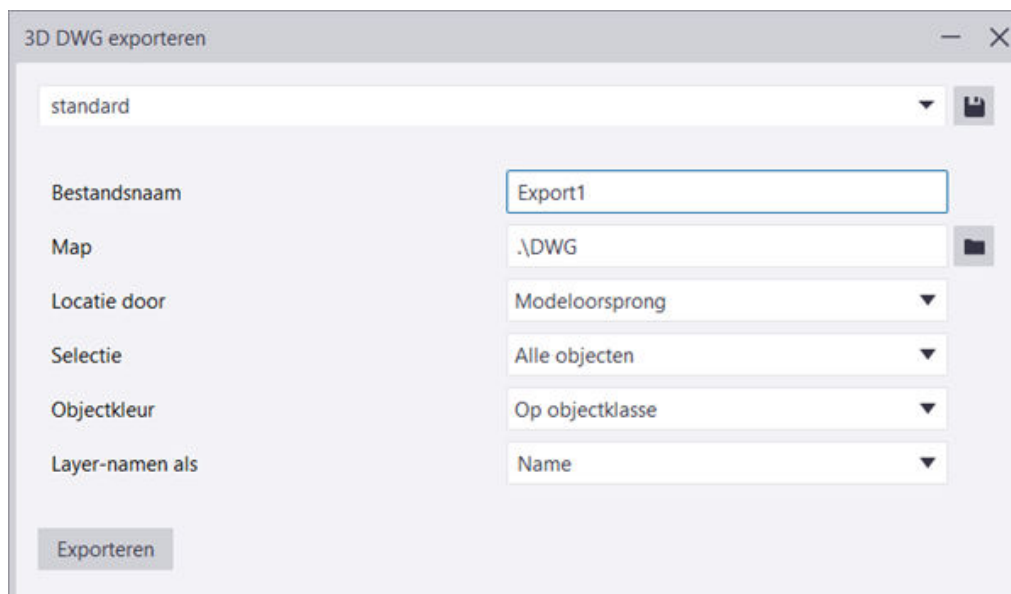 3D DWG exporteren
standard
Bestandsnaam Export1
Map .\DWG
Locatie door Modeloorsprong
Selectie Alle objecten
Objectkleur Op objectklasse
Layer-namen als Name
Exporteren